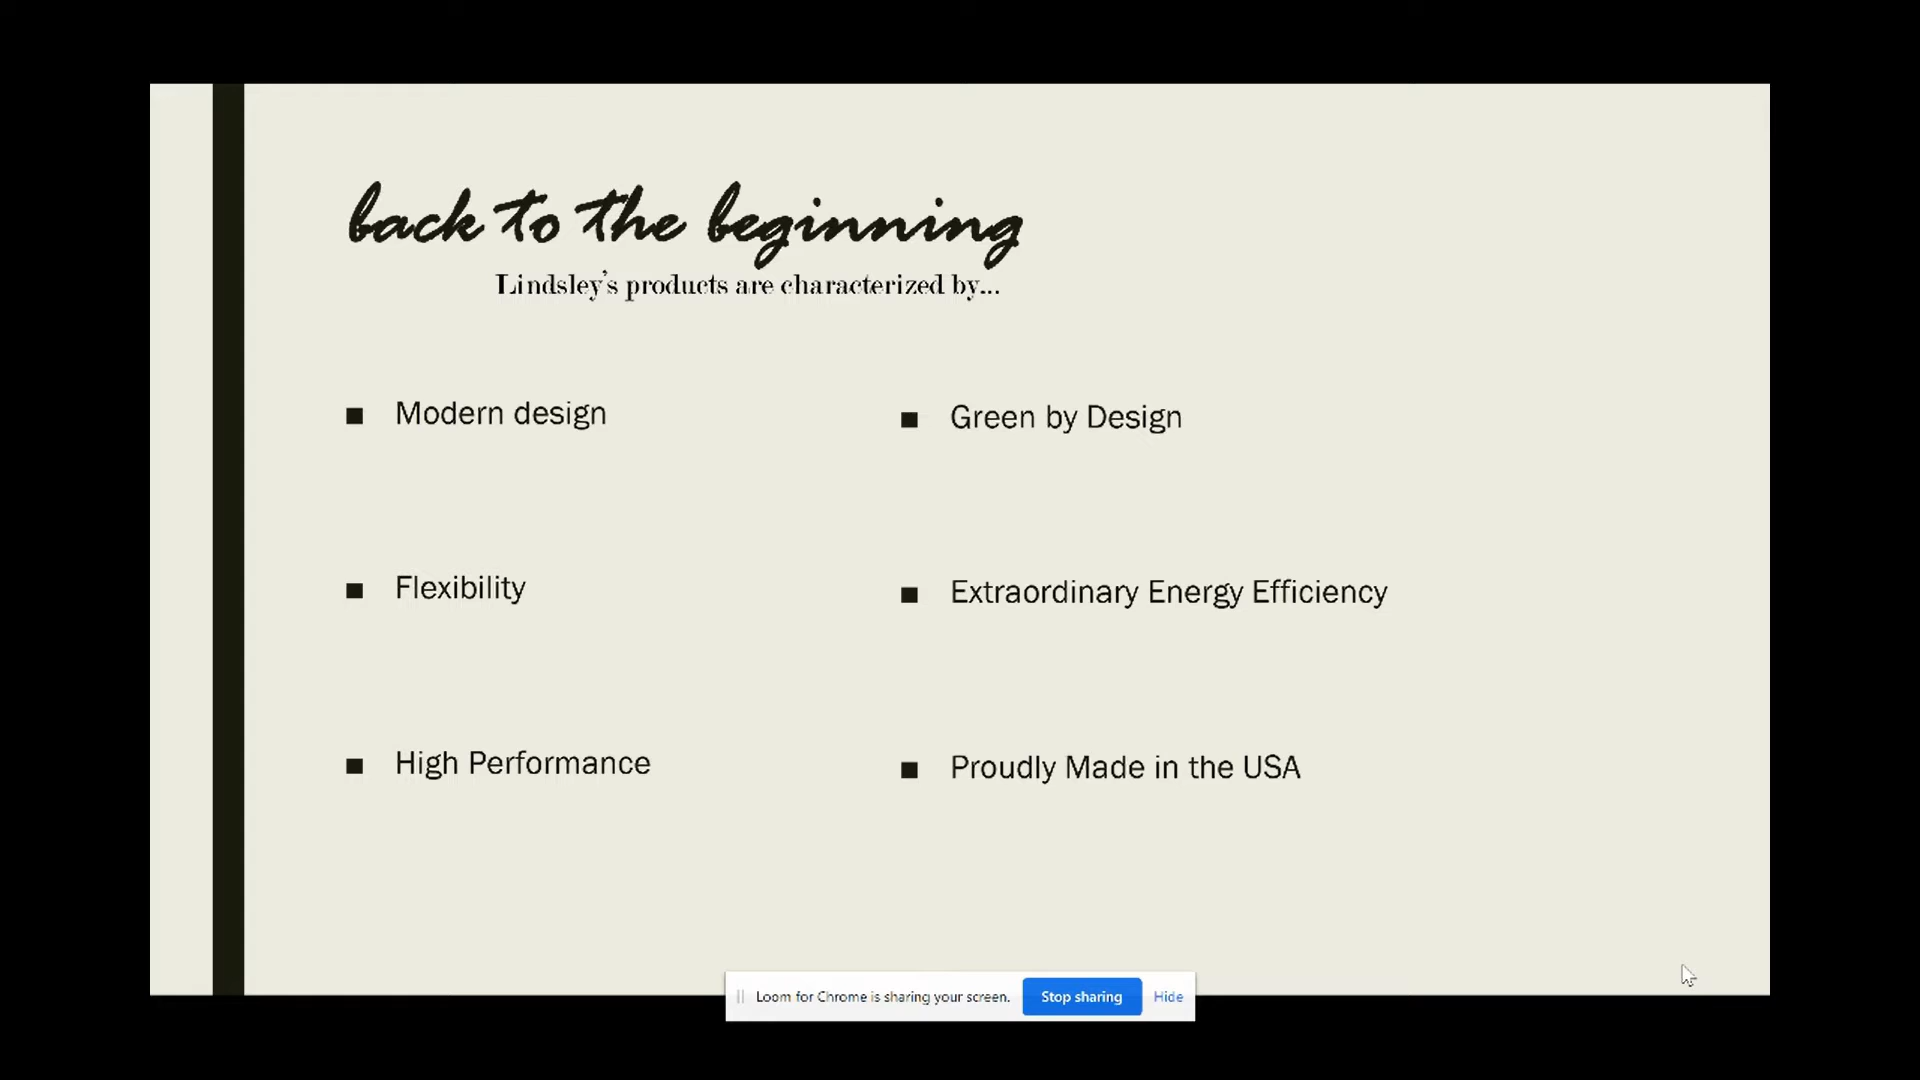 back to the beginning
Lindsley's products are characterized by...
■ Modern design
■ Flexibility
■ High Performance
■ Green by Design
■ Extraordinary Energy Efficiency
■ Proudly Made in the USA
Loom for Chrome is sharing your screen. Stop sharing Hide